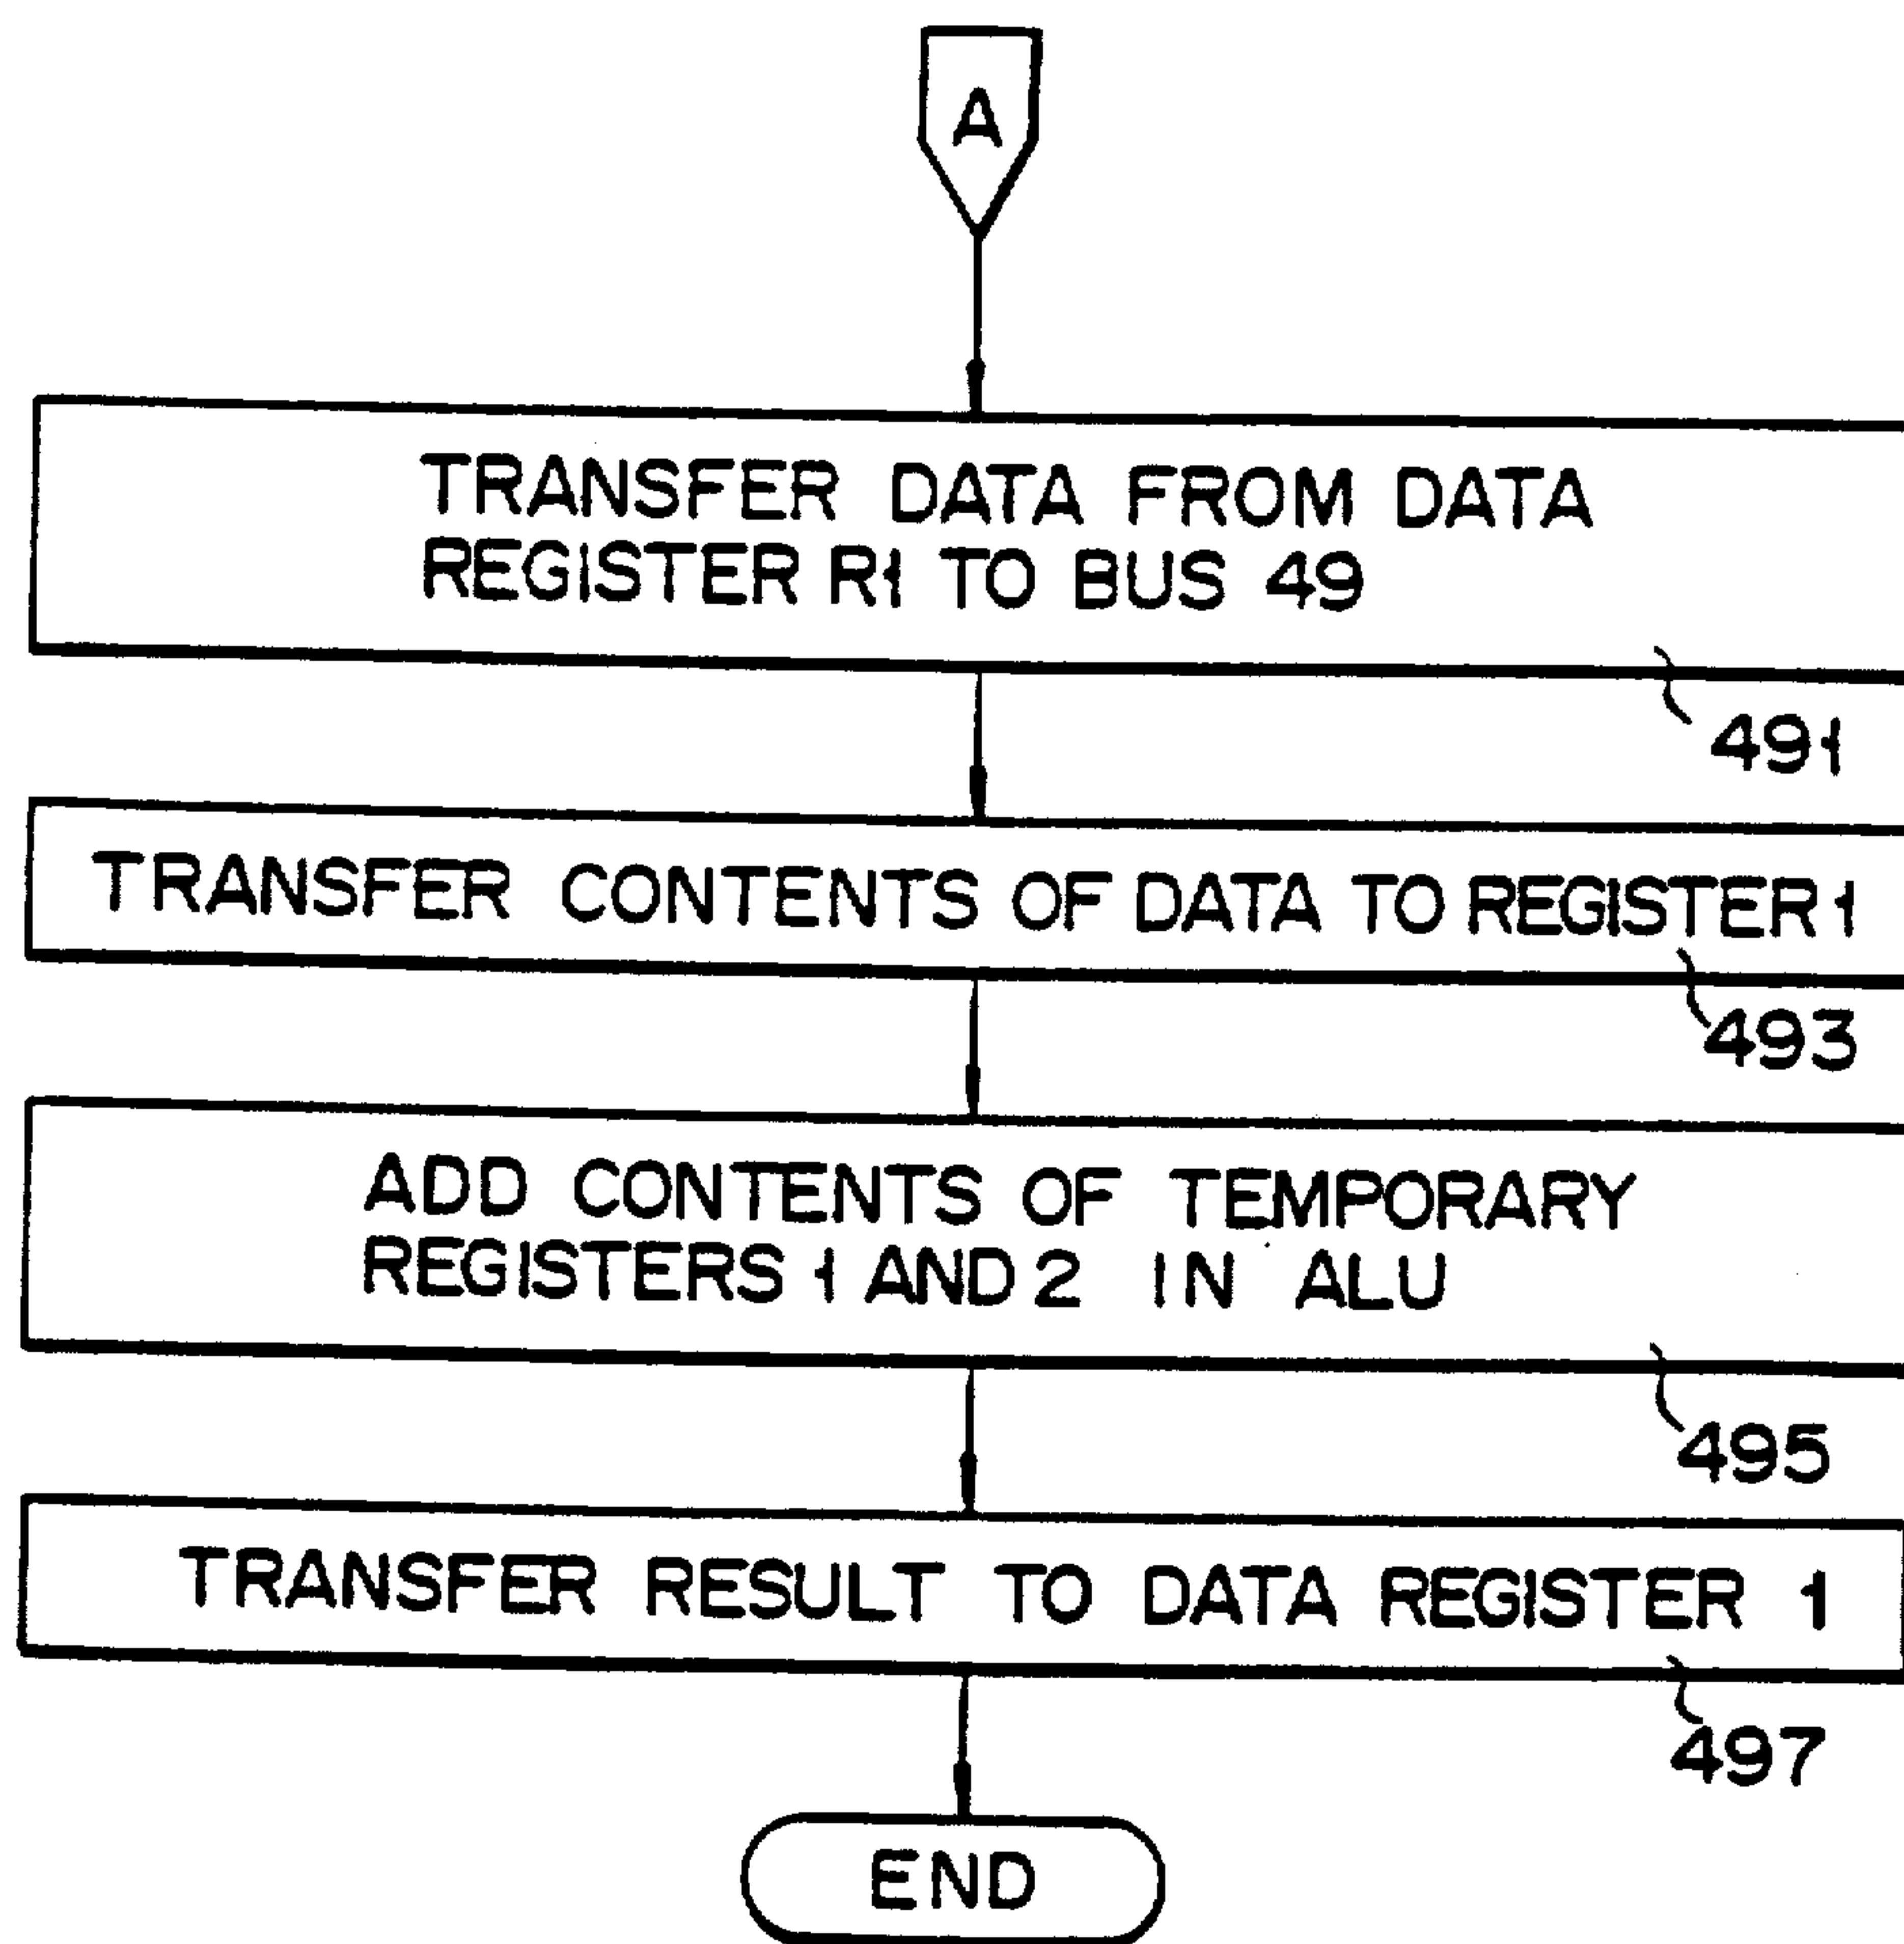 A
TRANSFER DATA FROM DATA
REGISTER R1 TO BUS 49
491
TRANSFER CONTENTS OF DATA TO REGISTER 1
493
ADD CONTENTS OF TEMPORARY
REGISTERS 1 AND 2 IN ALU
495
TRANSFER RESULT TO DATA REGISTER 1
497
END